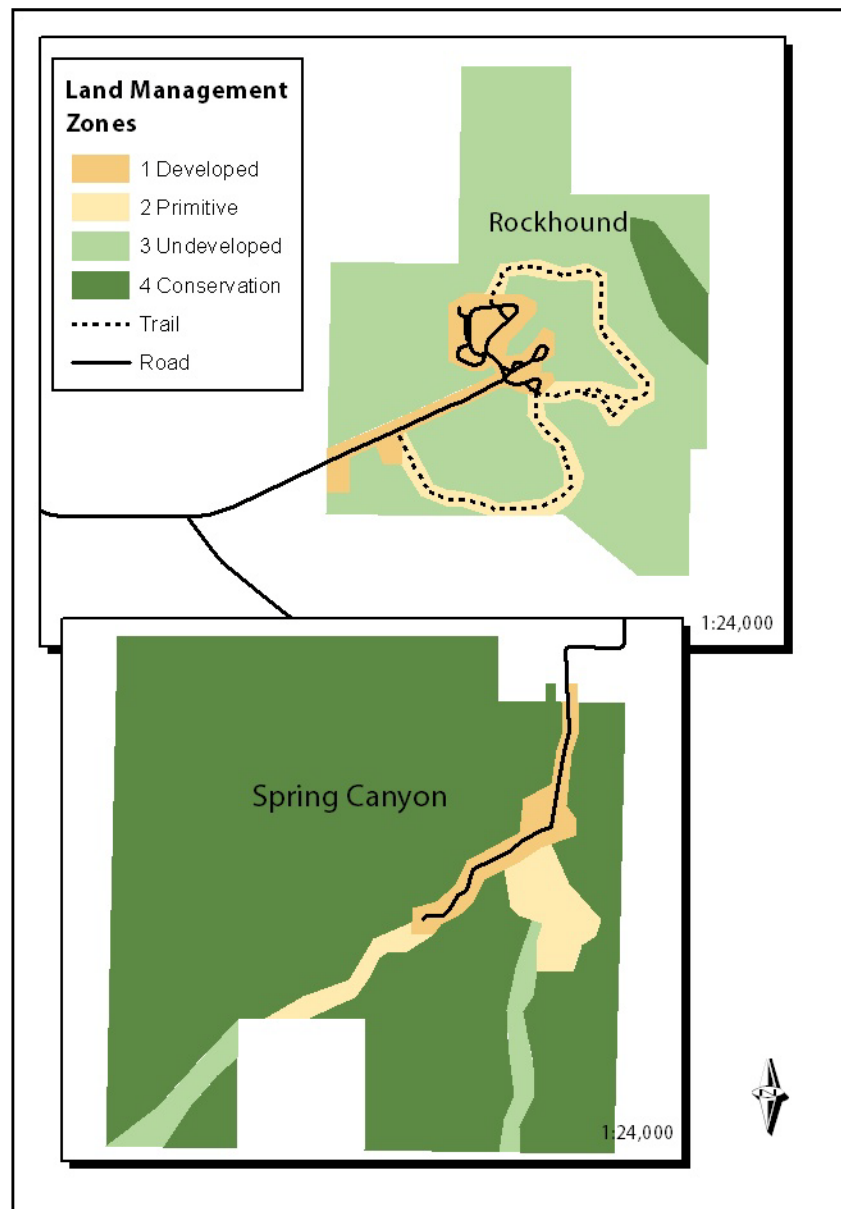 Land Management
Zones
1 Developed
2 Primitive
3 Undeveloped
4 Conservation
Trail
Road
Rockhound
1:24,000
Spring Canyon
1:24,000
N